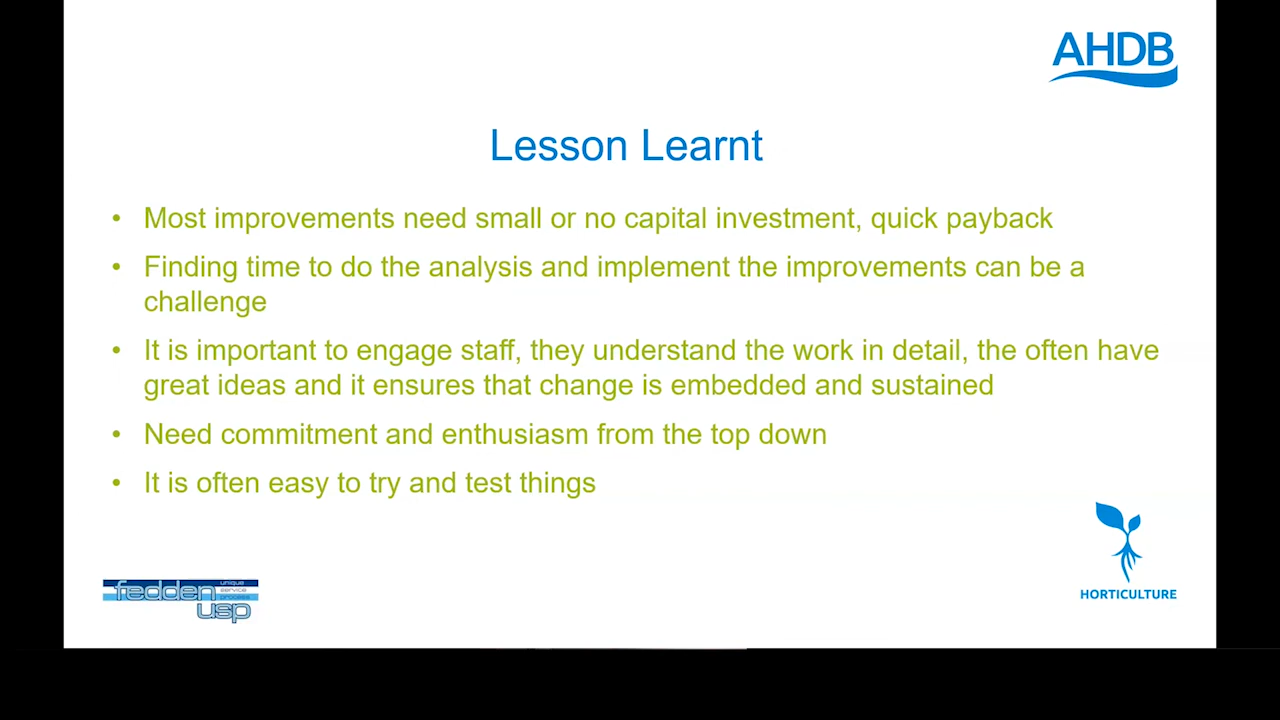 AHDB
Lesson Learnt
• Most improvements need small or no capital investment, quick payback
• Finding time to do the analysis and implement the improvements can be a
challenge
• It is important to engage staff, they understand the work in detail, the often have
great ideas and it ensures that change is embedded and sustained
• Need commitment and enthusiasm from the top down
• It is often easy to try and test things
fedden
unique
service
process
usp
HORTICULTURE